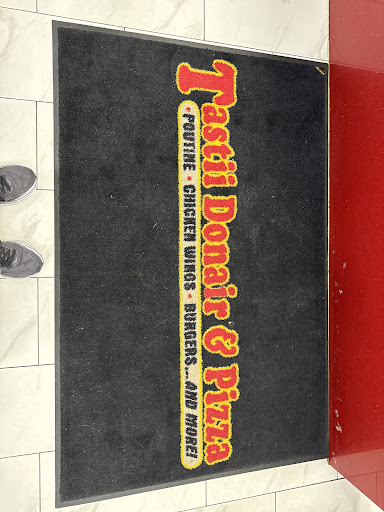 Tastii Donair & Pizza
• POUTINE • CHICKEN WINGS • BURGERS... AND MORE!